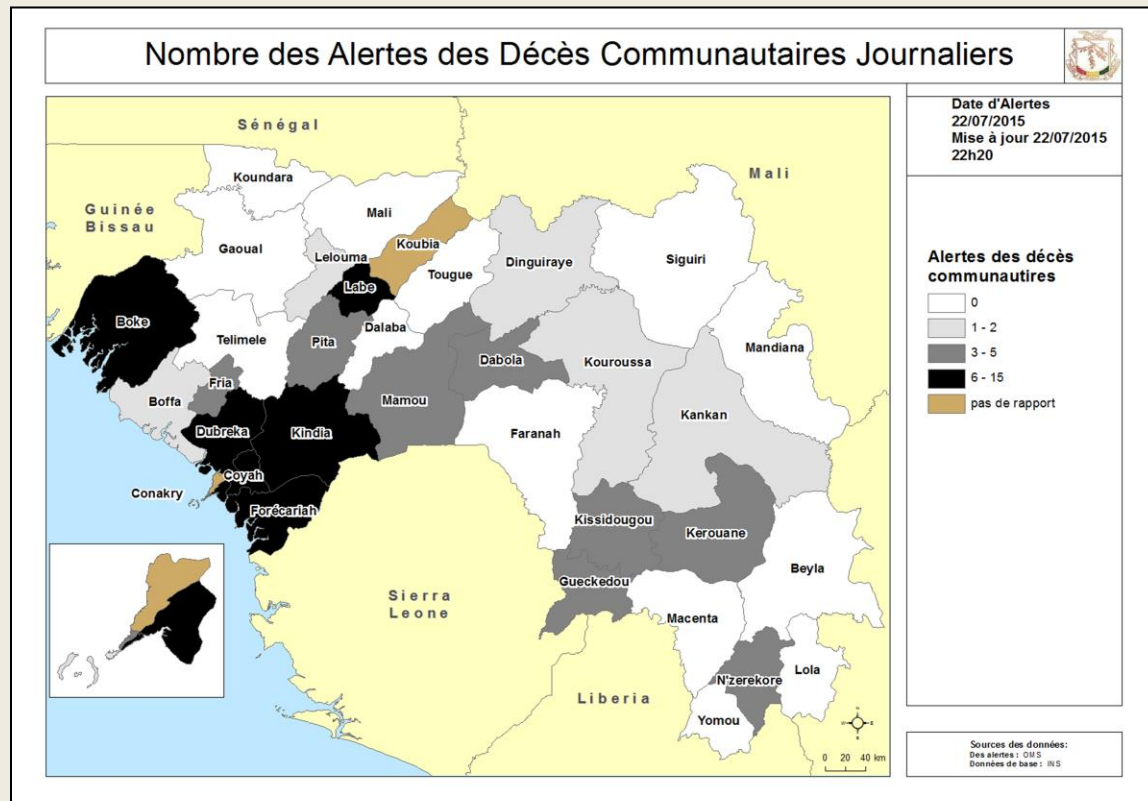 Nombre des Alertes des Décès Communautaires Journaliers
Date d'Alertes
22/07/2015
Mise à jour 22/07/2015
22h20
Alertes des décès
communautires
0
1 - 2
3 - 5
6 - 15
pas de rapport
Sénégal
Mali
Guinée
Bissau
Koundara
Mali
Gaoual
Koubia
Lelouma
Tougue
Dinguiraye
Siguiri
Labe
Boke
Telimele
Pita
Dalaba
Dabola
Kouroussa
Mandiana
Fria
Boffa
Mamou
Kankan
Dubreka
Kindia
Faranah
Coyah
Conakry
Forécariah
Kissidougou
Kerouane
Gueckedou
Beyla
Sierra
Leone
Macenta
Lola
N'zerekore
Liberia
Yomou
N
W
E
S
0 20 40 km
Sources des données:
Des alertes : OMS
Données de base : INS